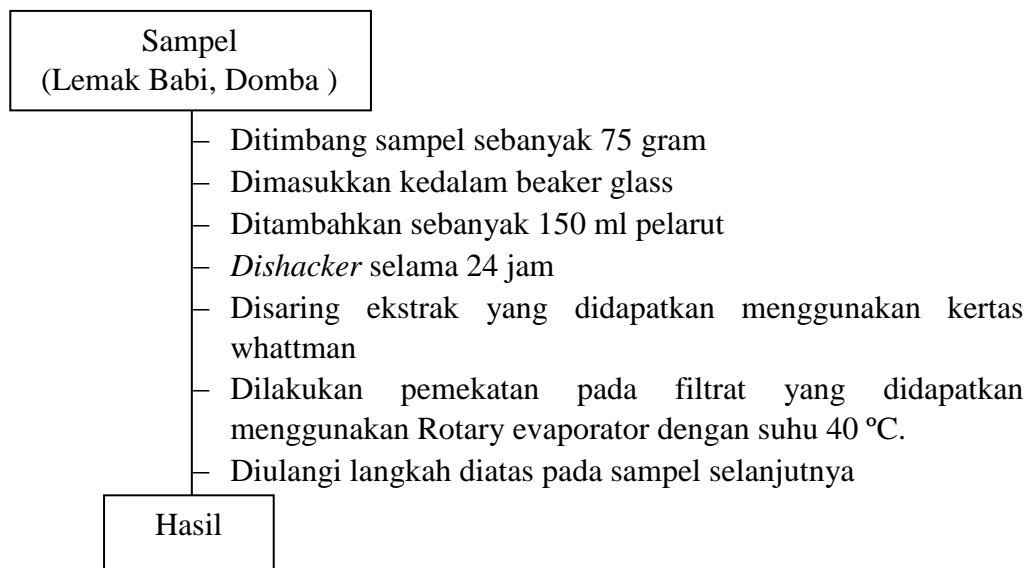 Sampel
(Lemak Babi, Domba )
– Ditimbang sampel sebanyak 75 gram
– Dimasukkan kedalam beaker glass
– Ditambahkan sebanyak 150 ml pelarut
– Dishacker selama 24 jam
– Disaring ekstrak yang didapatkan menggunakan kertas
whattman
– Dilakukan pemekatan pada filtrat yang didapatkan
menggunakan Rotary evaporator dengan suhu 40 ºC.
– Diulangi langkah diatas pada sampel selanjutnya
Hasil